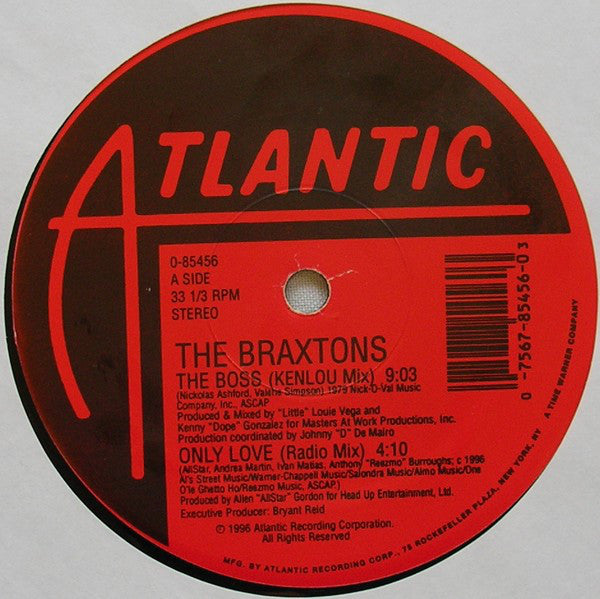 ATLANTIC
0-85456
A SIDE
33 1/3 RPM
STEREO
THE BRAXTONS
THE BOSS (KENLOU Mix) 9:03
(Nickolas Ashford, Valerie Simpson) 1979 Nick-O-Val Music
Company, Inc., ASCAP
Produced & Mixed by "Little" Louie Vega and
Kenny "Dope" Gonzalez for Masters At Work Productions, Inc.
Production coordinated by Johnny "D" De Mairo
ONLY LOVE (Radio Mix) 4:10
(AllStar, Andrea Martin, Ivan Matias, Anthony "Reezmo" Burroughs; c 1996
Al's Street Music/Warner-Chappell Music/Sailandra Music/Almo Music/One
O'le Ghetto Ho/Reezmo Music, ASCAP)
Produced by Allen "AllStar" Gordon for Head Up Entertainment, Ltd.
Executive Producer: Bryant Reid
© 1996 Atlantic Recording Corporation.
All Rights Reserved
MFG. BY ATLANTIC RECORDING CORP., 75 ROCKEFELLER PLAZA, NEW YORK, NY A TIME WARNER COMPANY
0 -7567-85456-0 3